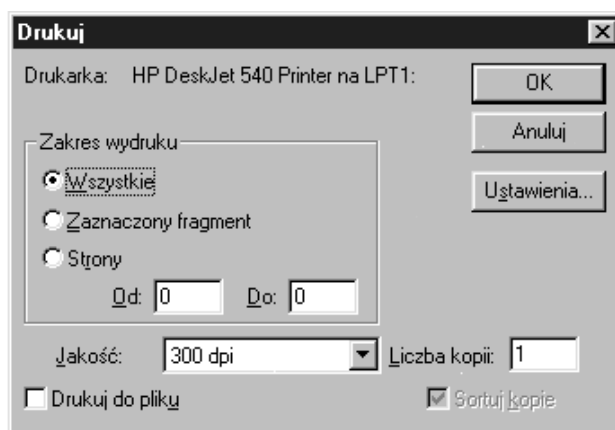 Drukuj
Drukarka: HP DeskJet 540 Printer na LPT1:
OK
Anuluj
Ustawienia...
Zakres wydruku
Wszystkie
Zaznaczony fragment
Strony
Od: 0 Do: 0
Jakość: 300 dpi Liczba kopii: 1
Drukuj do pliku Sortuj kopie